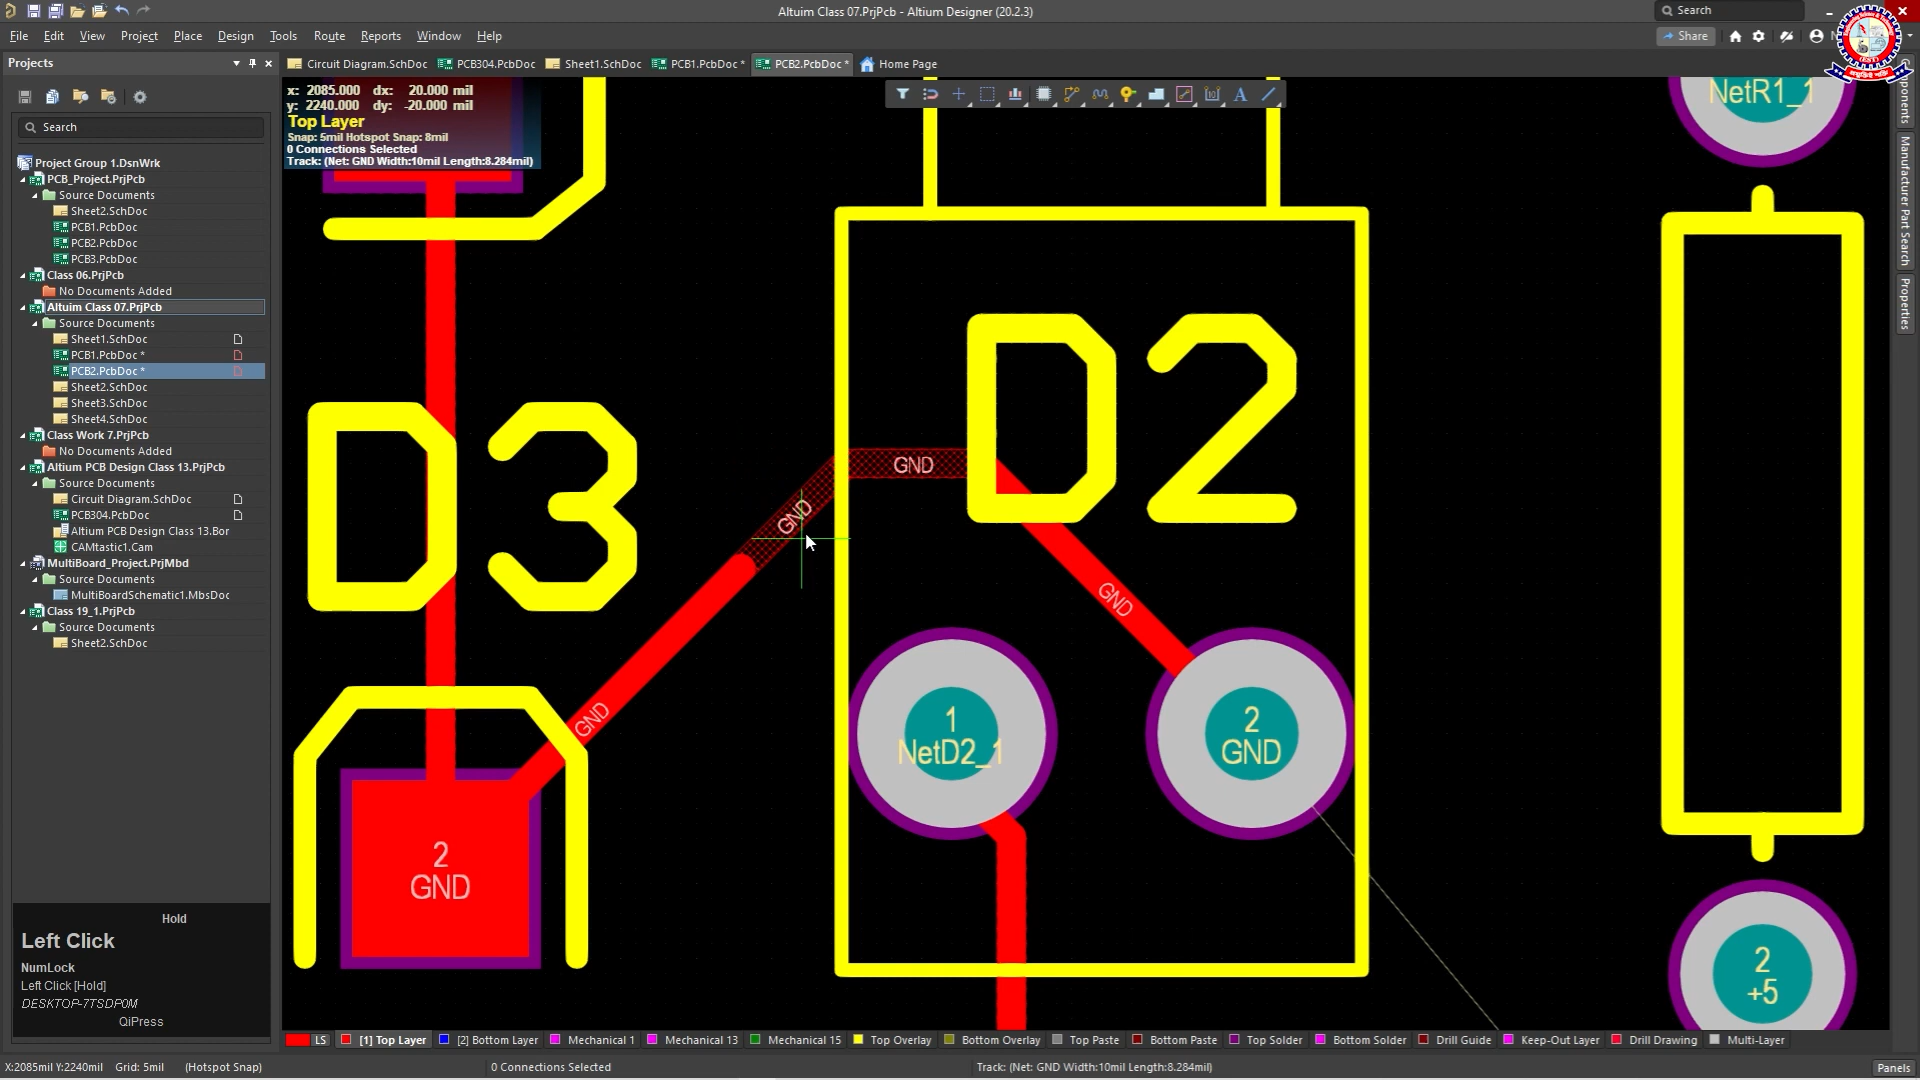 Altuim Class 07.PrjPcb - Altium Designer (20.2.3)
Search
File Edit View Project Place Design Tools Route Reports Window Help
Share
Projects
Circuit Diagram.SchDoc PCB304.PcbDoc Sheet1.SchDoc PCB1.PcbDoc * PCB2.PcbDoc * Home Page
Search
Project Group 1.DsnWrk
PCB_Project.PrjPcb
Source Documents
Sheet2.SchDoc
PCB1.PcbDoc
PCB2.PcbDoc
PCB3.PcbDoc
Class 06.PrjPcb
No Documents Added
Altuim Class 07.PrjPcb
Source Documents
Sheet1.SchDoc
PCB1.PcbDoc *
PCB2.PcbDoc *
Sheet2.SchDoc
Sheet3.SchDoc
Sheet4.SchDoc
Class Work 7.PrjPcb
No Documents Added
Altium PCB Design Class 13.PrjPcb
Source Documents
Circuit Diagram.SchDoc
PCB304.PcbDoc
Altium PCB Design Class 13.Bor
CAMtastic1.Cam
MultiBoard_Project.PrjMbd
Source Documents
MultiBoardSchematic1.MbsDoc
Class 19_1.PrjPcb
Source Documents
Sheet2.SchDoc
Hold
Left Click
NumLock
Left Click [Hold]
DESKTOP-7TSDP0M
QiPress
x: 2085.000 dx: 20.000 mil
y: 2240.000 dy: -20.000 mil
Top Layer
Snap: 5mil Hotspot Snap: 8mil
0 Connections Selected
Track: (Net: GND Width:10mil Length:8.284mil)
NetR1_1
D2
D3
GND
GND
GND
GND
1
NetD2_1
2
GND
2
GND
2
+5
Manufacturer Part Search
Properties
LS [1] Top Layer [2] Bottom Layer Mechanical 1 Mechanical 13 Mechanical 15 Top Overlay Bottom Overlay Top Paste Bottom Paste Top Solder Bottom Solder Drill Guide Keep-Out Layer Drill Drawing Multi-Layer
X:2085mil Y:2240mil Grid: 5mil (Hotspot Snap) 0 Connections Selected Track: (Net: GND Width:10mil Length:8.284mil) Panels